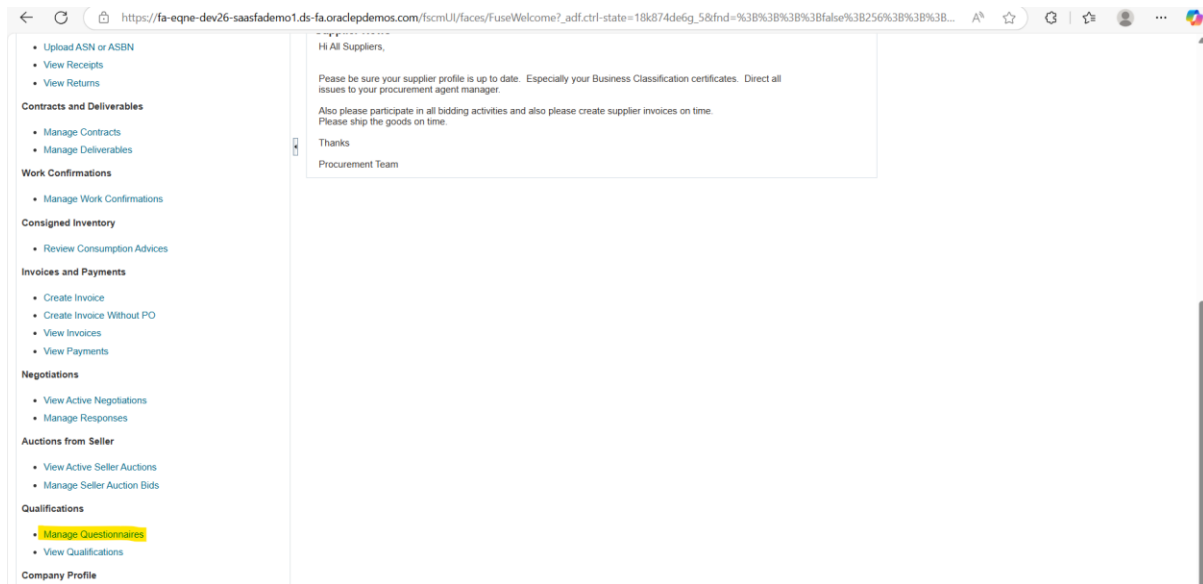 https://fa-eqne-dev26-saasfademo1.ds-fa.oraclepdemos.com/fscmUI/faces/FuseWelcome?_adf.ctrl-state=18k874de6g_5&fnd=%3B%3B%3B%3Bfalse%3B256%3B%3B%3B...
Upload ASN or ASBN
View Receipts
View Returns
Contracts and Deliverables
Manage Contracts
Manage Deliverables
Work Confirmations
Manage Work Confirmations
Consigned Inventory
Review Consumption Advices
Invoices and Payments
Create Invoice
Create Invoice Without PO
View Invoices
View Payments
Negotiations
View Active Negotiations
Manage Responses
Auctions from Seller
View Active Seller Auctions
Manage Seller Auction Bids
Qualifications
Manage Questionnaires
View Qualifications
Company Profile
Supplier News
Hi All Suppliers,
Pease be sure your supplier profile is up to date. Especially your Business Classification certificates. Direct all
issues to your procurement agent manager.
Also please participate in all bidding activities and also please create supplier invoices on time.
Please ship the goods on time.
Thanks
Procurement Team